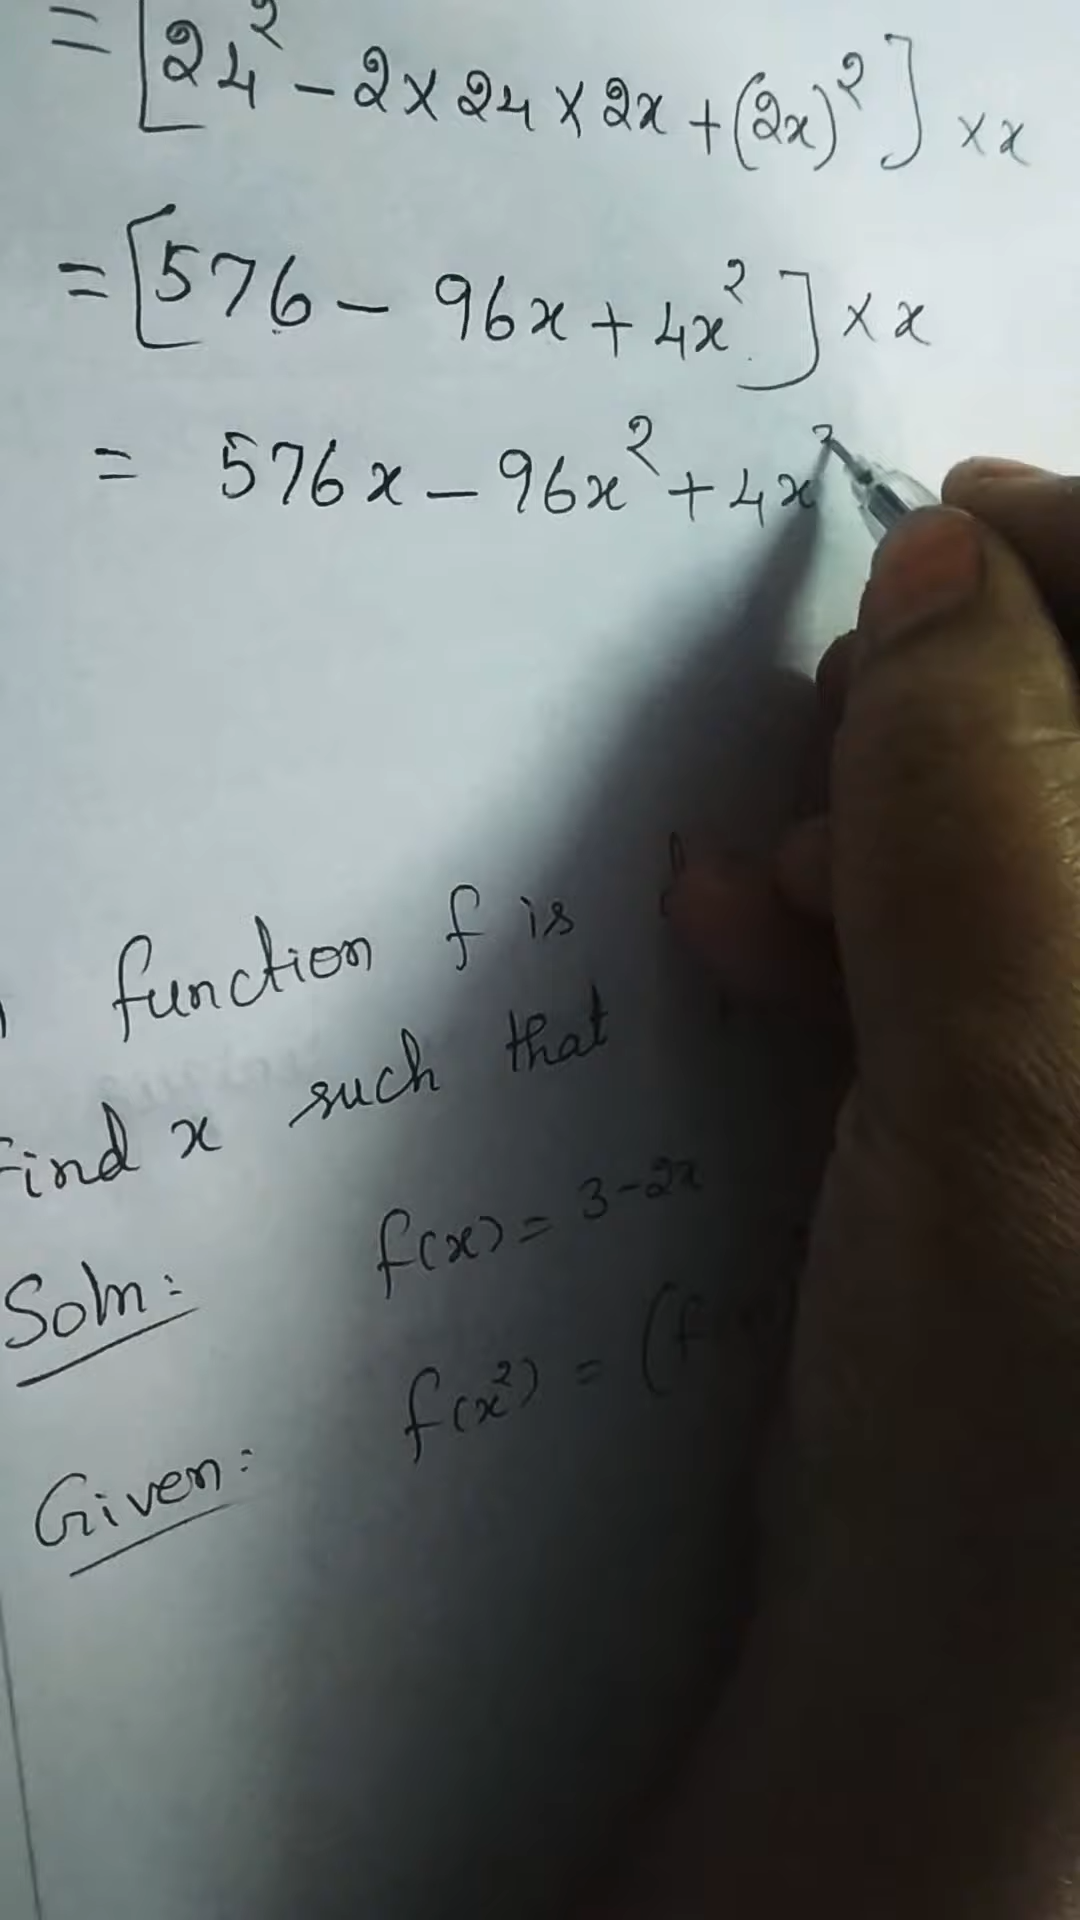 = [24² - 2 × 24 × 2x + (2x)²] × x
= [576 - 96x + 4x²] × x
= 576x - 96x² + 4x
function f is
Find x such that
Soln: f(x) = 3-2x
Given: f(x²) = (f